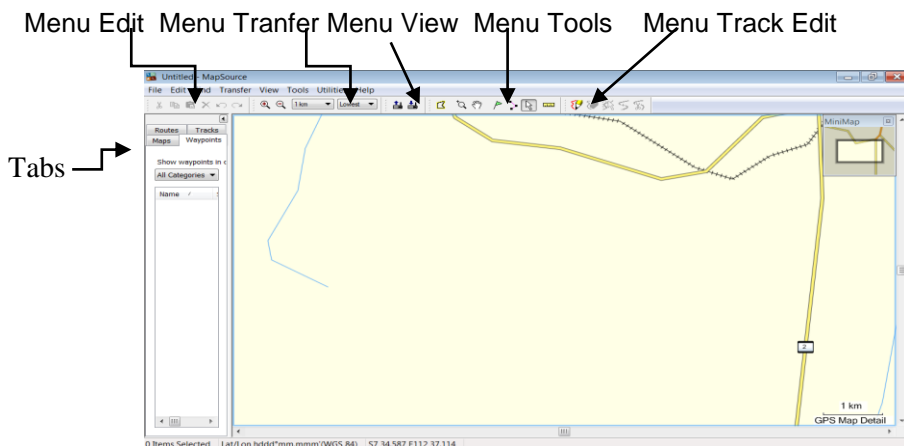 Menu Edit Menu Tranfer Menu View Menu Tools Menu Track Edit
Untitled - MapSource
File Edit Find Transfer View Tools Utilities Help
1 km Lowest
Routes Tracks
Maps Waypoints
MiniMap
Tabs
Show waypoints in c
All Categories
Name
2
1 km
GPS Map Detail
0 Items Selected Lat/Lon hddd°mm.mmm'(WGS 84) S7 34.587 E112 37.114